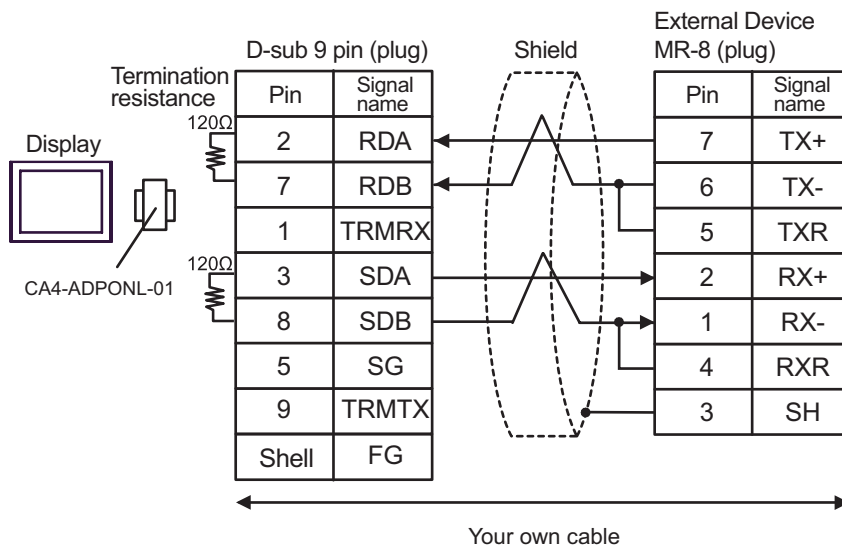 External Device
D-sub 9 pin (plug) Shield MR-8 (plug)
Termination
resistance
Pin Signal name Pin Signal name
120Ω
2 RDA 7 TX+
Display
7 RDB 6 TX-
1 TRMRX 5 TXR
120Ω
3 SDA 2 RX+
CA4-ADPONL-01
8 SDB 1 RX-
5 SG 4 RXR
9 TRMTX 3 SH
Shell FG
Your own cable